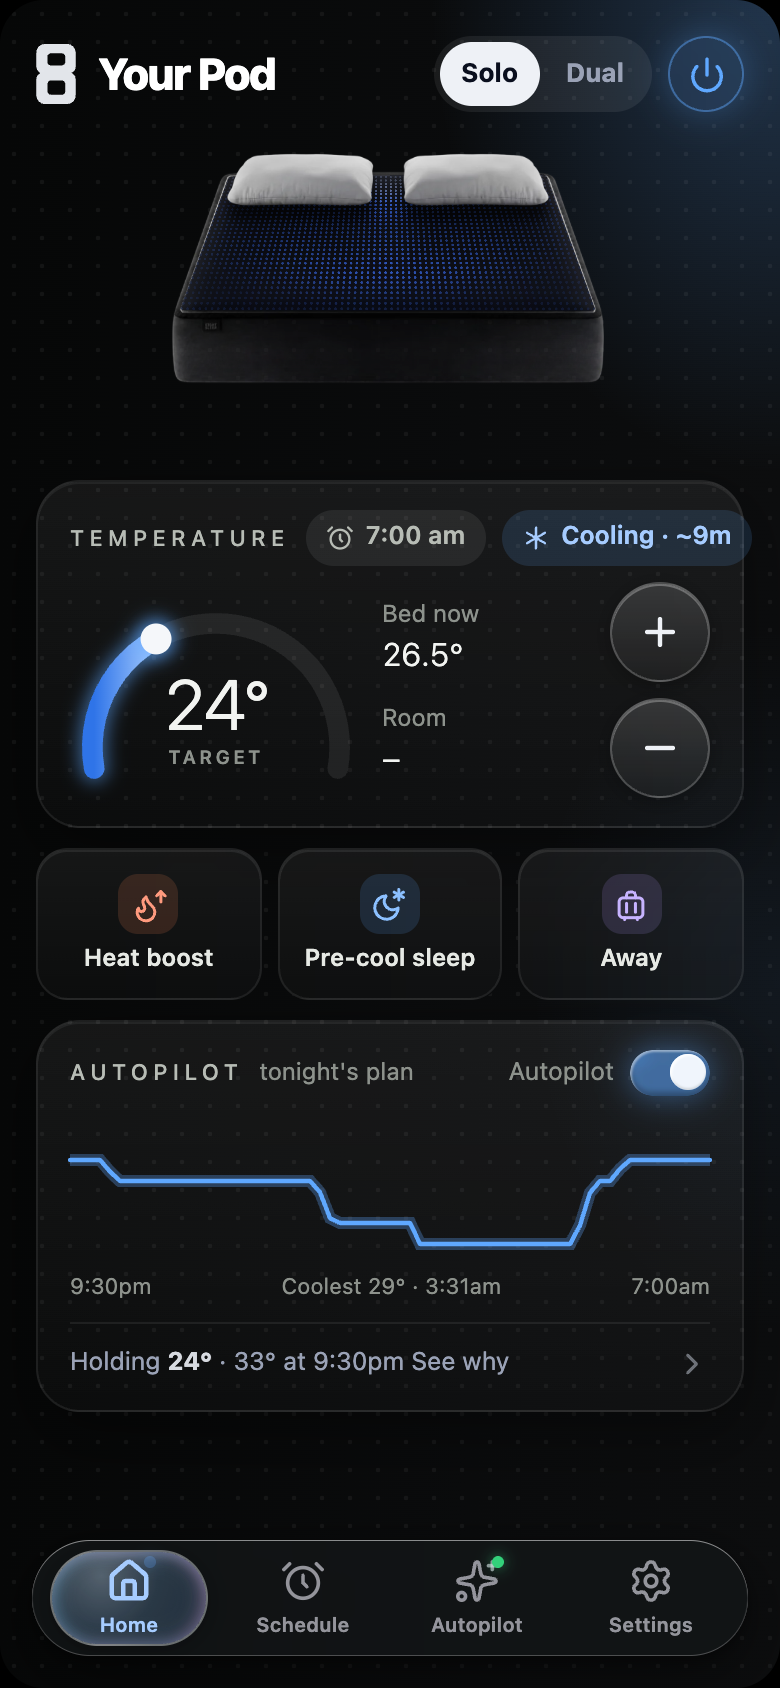 8 Your Pod
Solo
Dual
TEMPERATURE
7:00 am
Cooling · ~9m
24°
TARGET
Bed now
26.5°
Room
–
+
−
Heat boost
Pre-cool sleep
Away
AUTOPILOT tonight's plan
Autopilot
9:30pm
Coolest 29° · 3:31am
7:00am
Holding 24° · 33° at 9:30pm See why
Home
Schedule
Autopilot
Settings